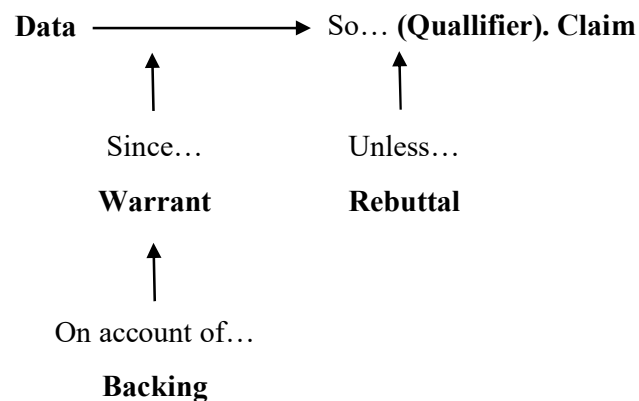 Data So… (Quallifier). Claim
Since… Unless…
Warrant Rebuttal
On account of…
Backing